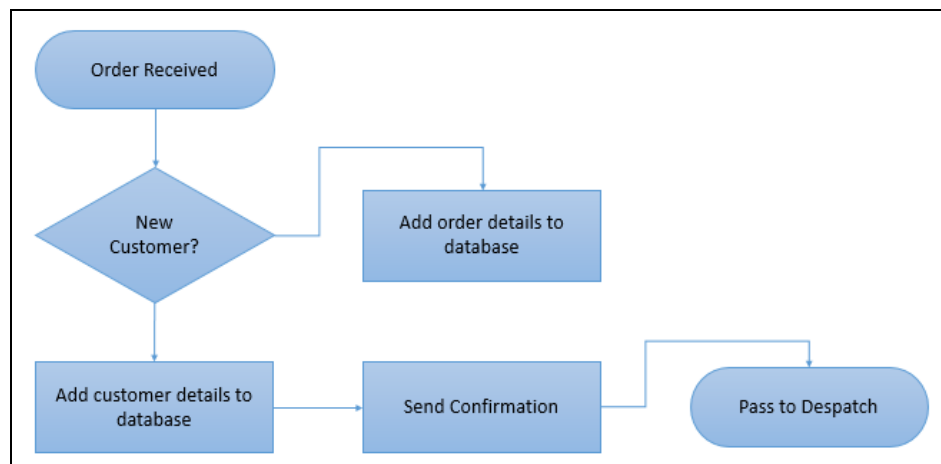 Order Received
New
Customer?
Add order details to
database
Add customer details to
database
Send Confirmation
Pass to Despatch